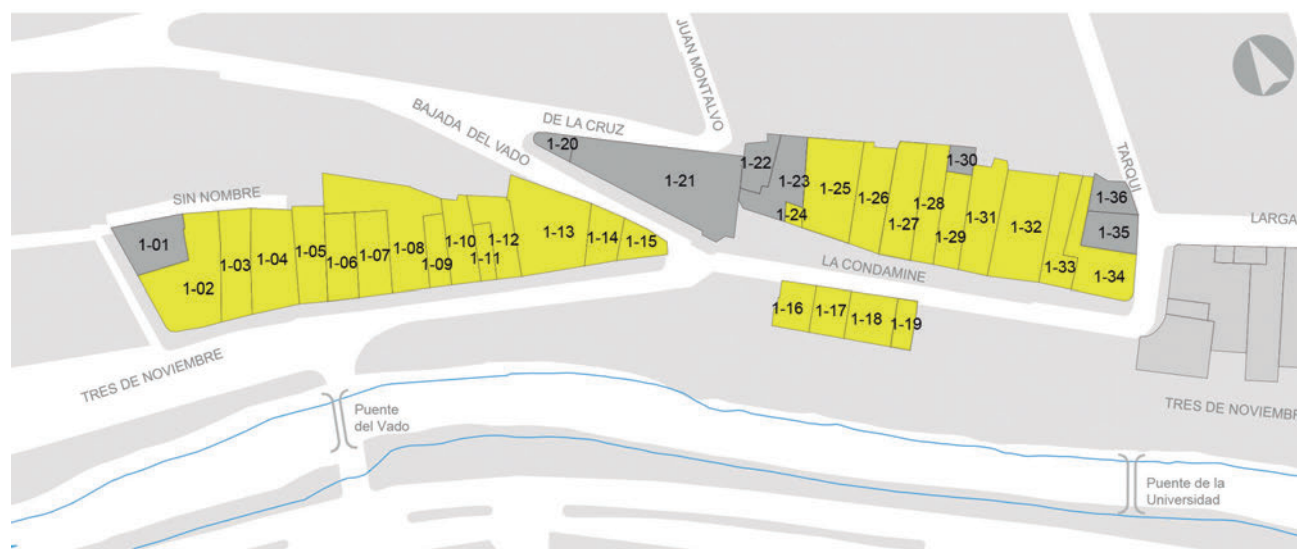 JUAN MONTALVO
BAJADA DEL VADO
DE LA CRUZ
TARQUI
SIN NOMBRE
LARGA
LA CONDAMINE
TRES DE NOVIEMBRE
TRES DE NOVIEMBR
Puente
del Vado
Puente de la
Universidad
1-01
1-02
1-03
1-04
1-05
1-06
1-07
1-08
1-09
1-10
1-11
1-12
1-13
1-14
1-15
1-16
1-17
1-18
1-19
1-20
1-21
1-22
1-23
1-24
1-25
1-26
1-27
1-28
1-29
1-30
1-31
1-32
1-33
1-34
1-35
1-36